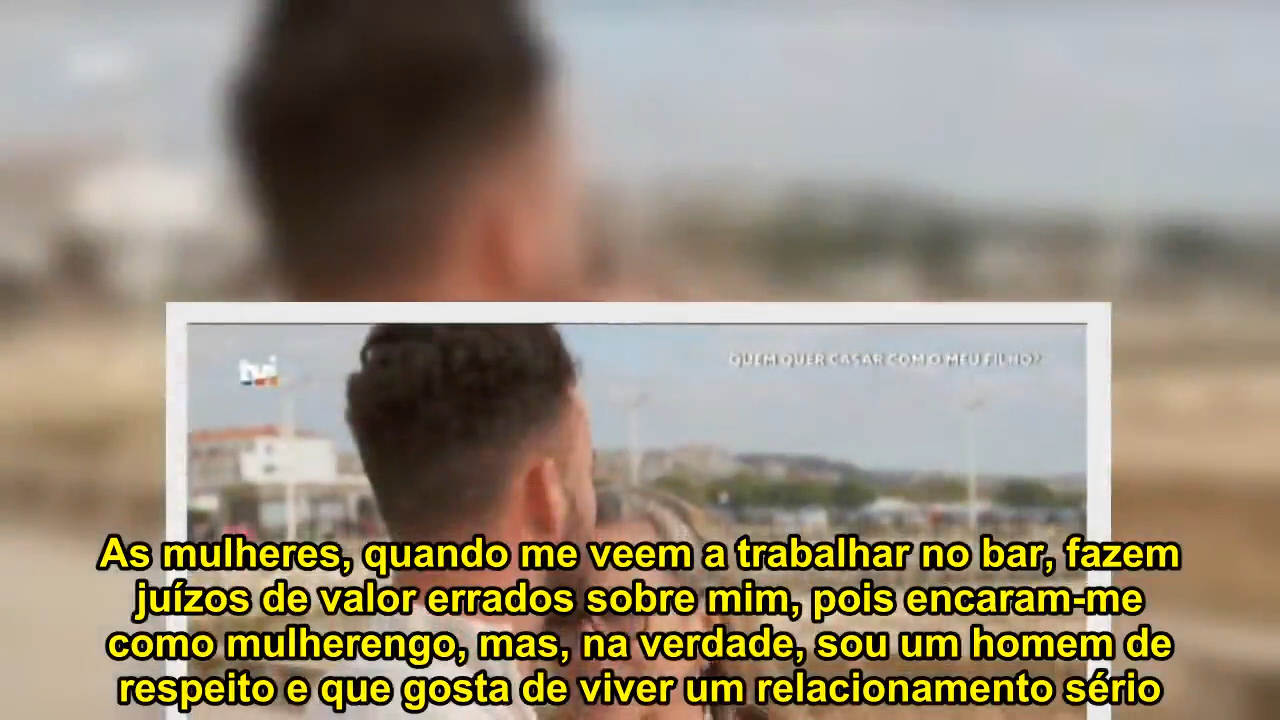 tvi
QUEM QUER CASAR COM O MEU FILHO?
As mulheres, quando me veem a trabalhar no bar, fazem
juízos de valor errados sobre mim, pois encaram-me
como mulherengo, mas, na verdade, sou um homem de
respeito e que gosta de viver um relacionamento sério